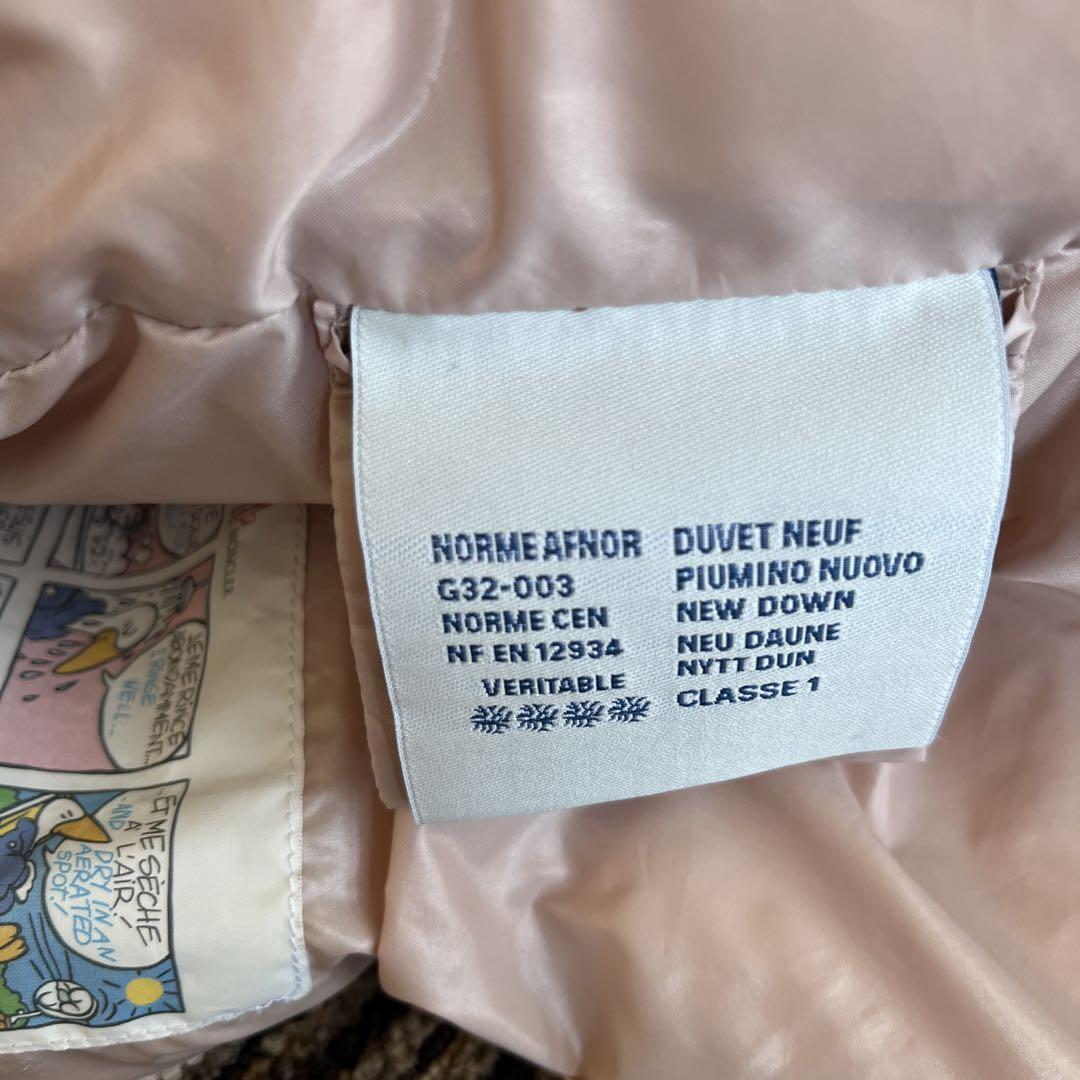 NORME AFNOR
G32-003
NORME CEN
NF EN 12934
VERITABLE
DUVET NEUF
PIUMINO NUOVO
NEW DOWN
NEU DAUNE
NYTT DUN
CLASSE 1
MONCLER
JE ME RINCE
ABONDAMMENT...
I RINSE
WELL...
ET ME SÈCHE
À L'AIR!
AND
DRY IN AN
AERATED
SPOT!